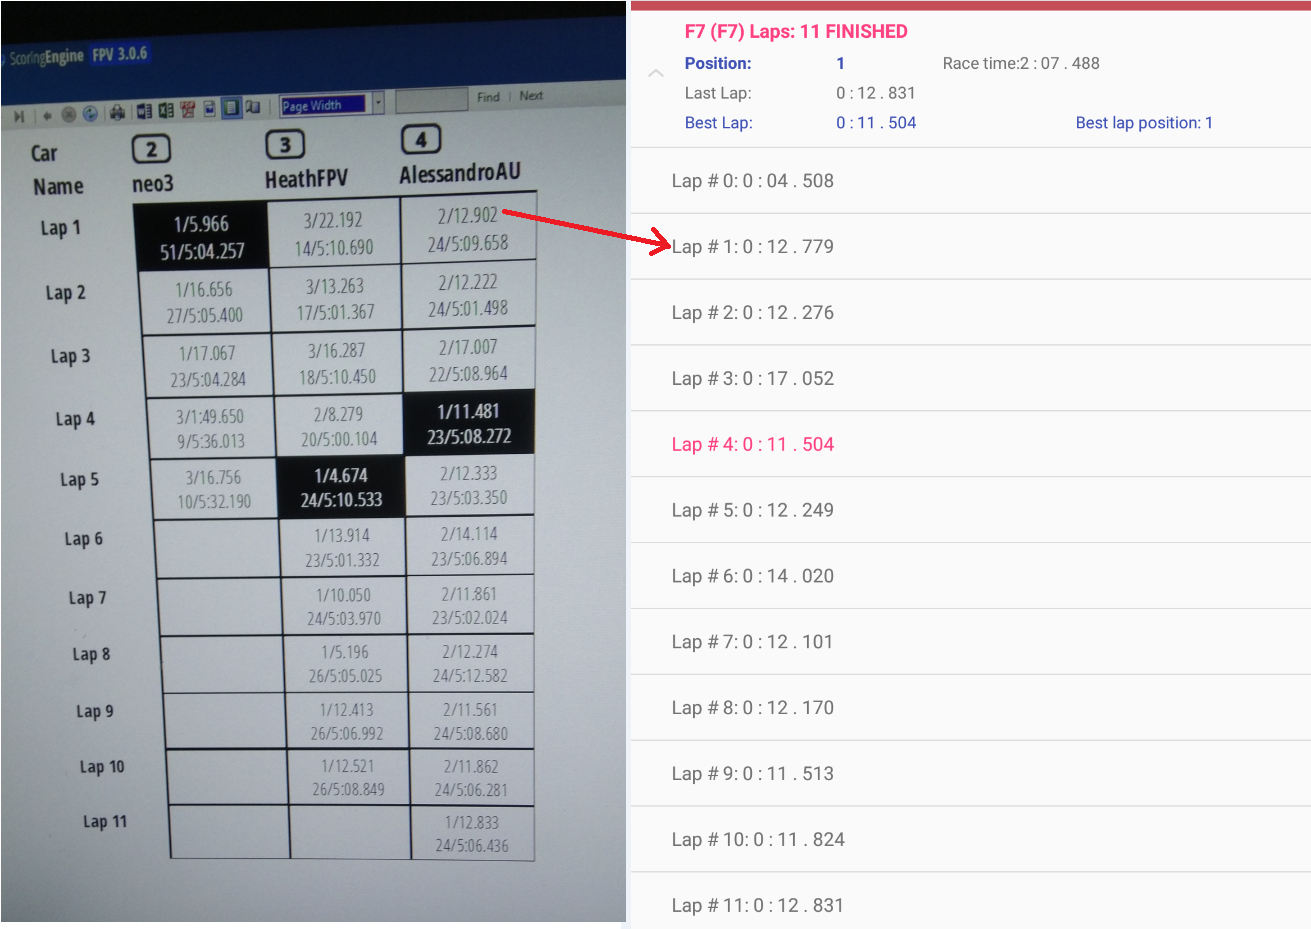 ScoringEngine FPV 3.0.6
Page Width
Find | Next
Car 2 3 4
Name neo3 HeathFPV AlessandroAU
Lap 1 1/5.966 3/22.192 2/12.902
51/5:04.257 14/5:10.690 24/5:09.658
Lap 2 1/16.656 3/13.263 2/12.222
27/5:05.400 17/5:01.367 24/5:01.498
Lap 3 1/17.067 3/16.287 2/17.007
23/5:04.284 18/5:10.450 22/5:08.964
Lap 4 3/1:49.650 2/8.279 1/11.481
9/5:36.013 20/5:00.104 23/5:08.272
Lap 5 3/16.756 1/4.674 2/12.333
10/5:32.190 24/5:10.533 23/5:03.350
Lap 6 1/13.914 2/14.114
23/5:01.332 23/5:06.894
Lap 7 1/10.050 2/11.861
24/5:03.970 23/5:02.024
Lap 8 1/5.196 2/12.274
26/5:05.025 24/5:12.582
Lap 9 1/12.413 2/11.561
26/5:06.992 24/5:08.680
Lap 10 1/12.521 2/11.862
26/5:08.849 24/5:06.281
Lap 11 1/12.833
24/5:06.436
F7 (F7) Laps: 11 FINISHED
Position: 1 Race time:2 : 07 . 488
Last Lap: 0 : 12 . 831
Best Lap: 0 : 11 . 504 Best lap position: 1
Lap # 0: 0 : 04 . 508
Lap # 1: 0 : 12 . 779
Lap # 2: 0 : 12 . 276
Lap # 3: 0 : 17 . 052
Lap # 4: 0 : 11 . 504
Lap # 5: 0 : 12 . 249
Lap # 6: 0 : 14 . 020
Lap # 7: 0 : 12 . 101
Lap # 8: 0 : 12 . 170
Lap # 9: 0 : 11 . 513
Lap # 10: 0 : 11 . 824
Lap # 11: 0 : 12 . 831